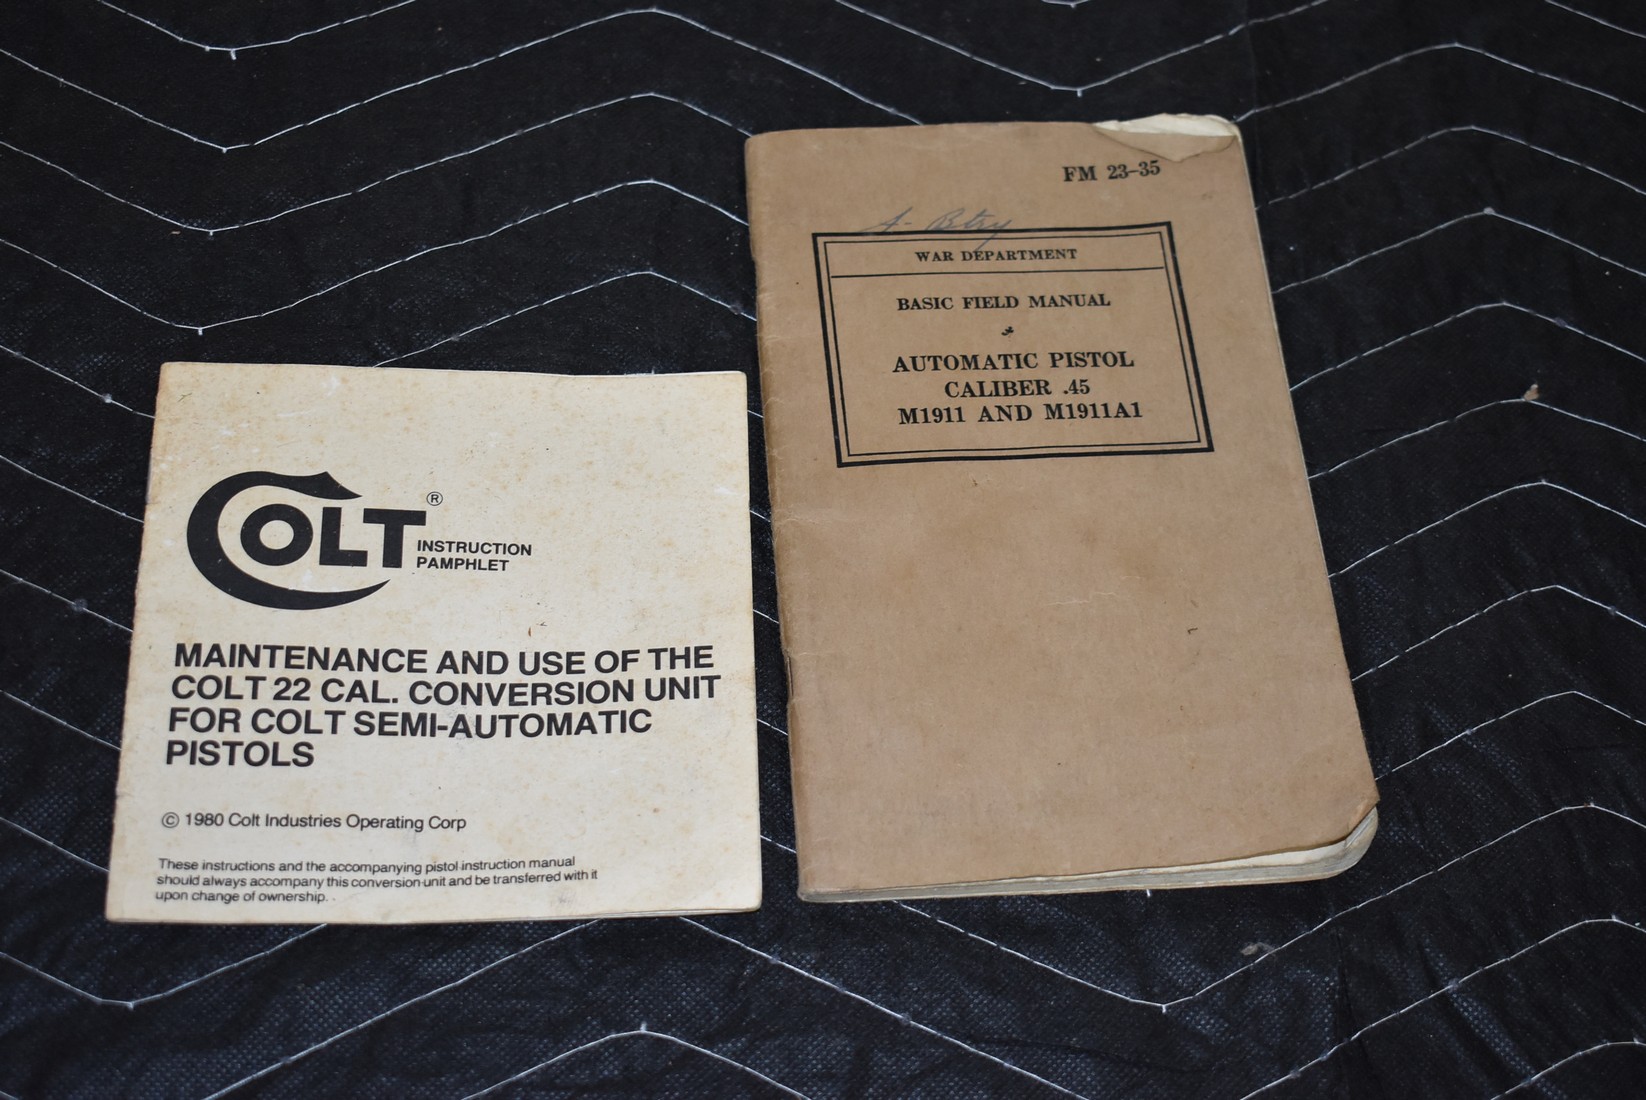 COLT®
INSTRUCTION
PAMPHLET
MAINTENANCE AND USE OF THE
COLT 22 CAL. CONVERSION UNIT
FOR COLT SEMI-AUTOMATIC
PISTOLS
© 1980 Colt Industries Operating Corp
These instructions and the accompanying pistol instruction manual
should always accompany this conversion unit and be transferred with it
upon change of ownership.
FM 23-35
A- Btry
WAR DEPARTMENT
BASIC FIELD MANUAL
AUTOMATIC PISTOL
CALIBER .45
M1911 AND M1911A1